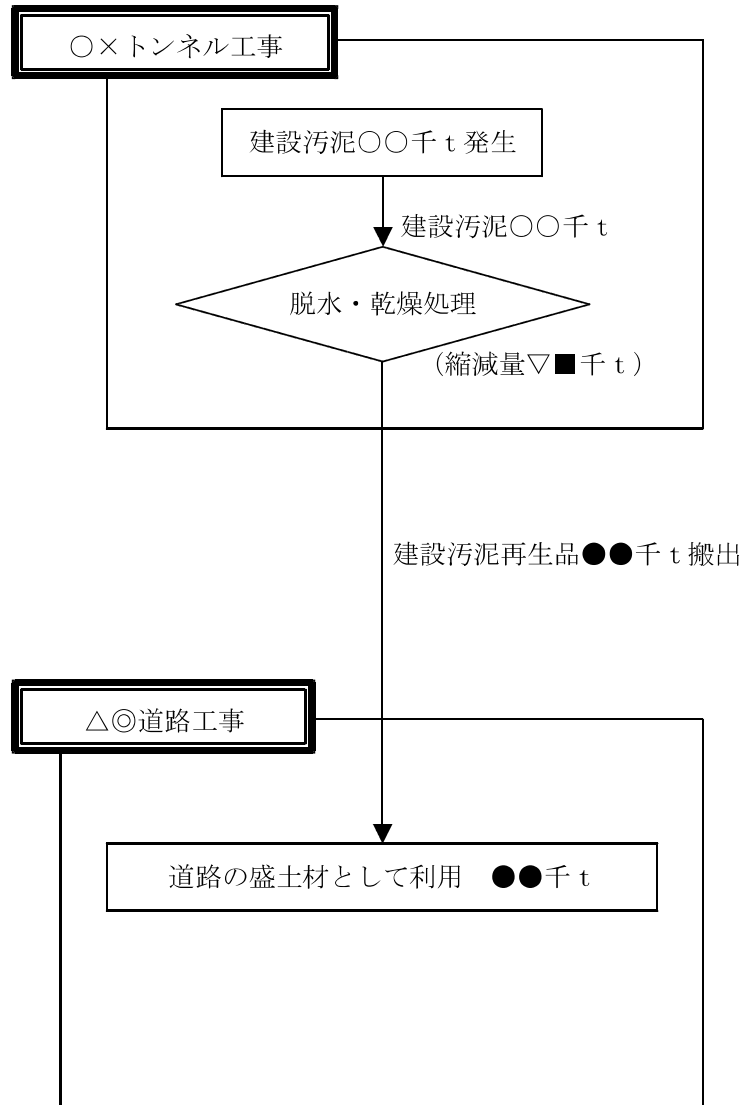 ○×トンネル工事
建設汚泥○○千ｔ発生
建設汚泥○○千ｔ
脱水・乾燥処理
（縮減量▽■千ｔ）
建設汚泥再生品●●千ｔ搬出
△◎道路工事
道路の盛土材として利用　●●千ｔ